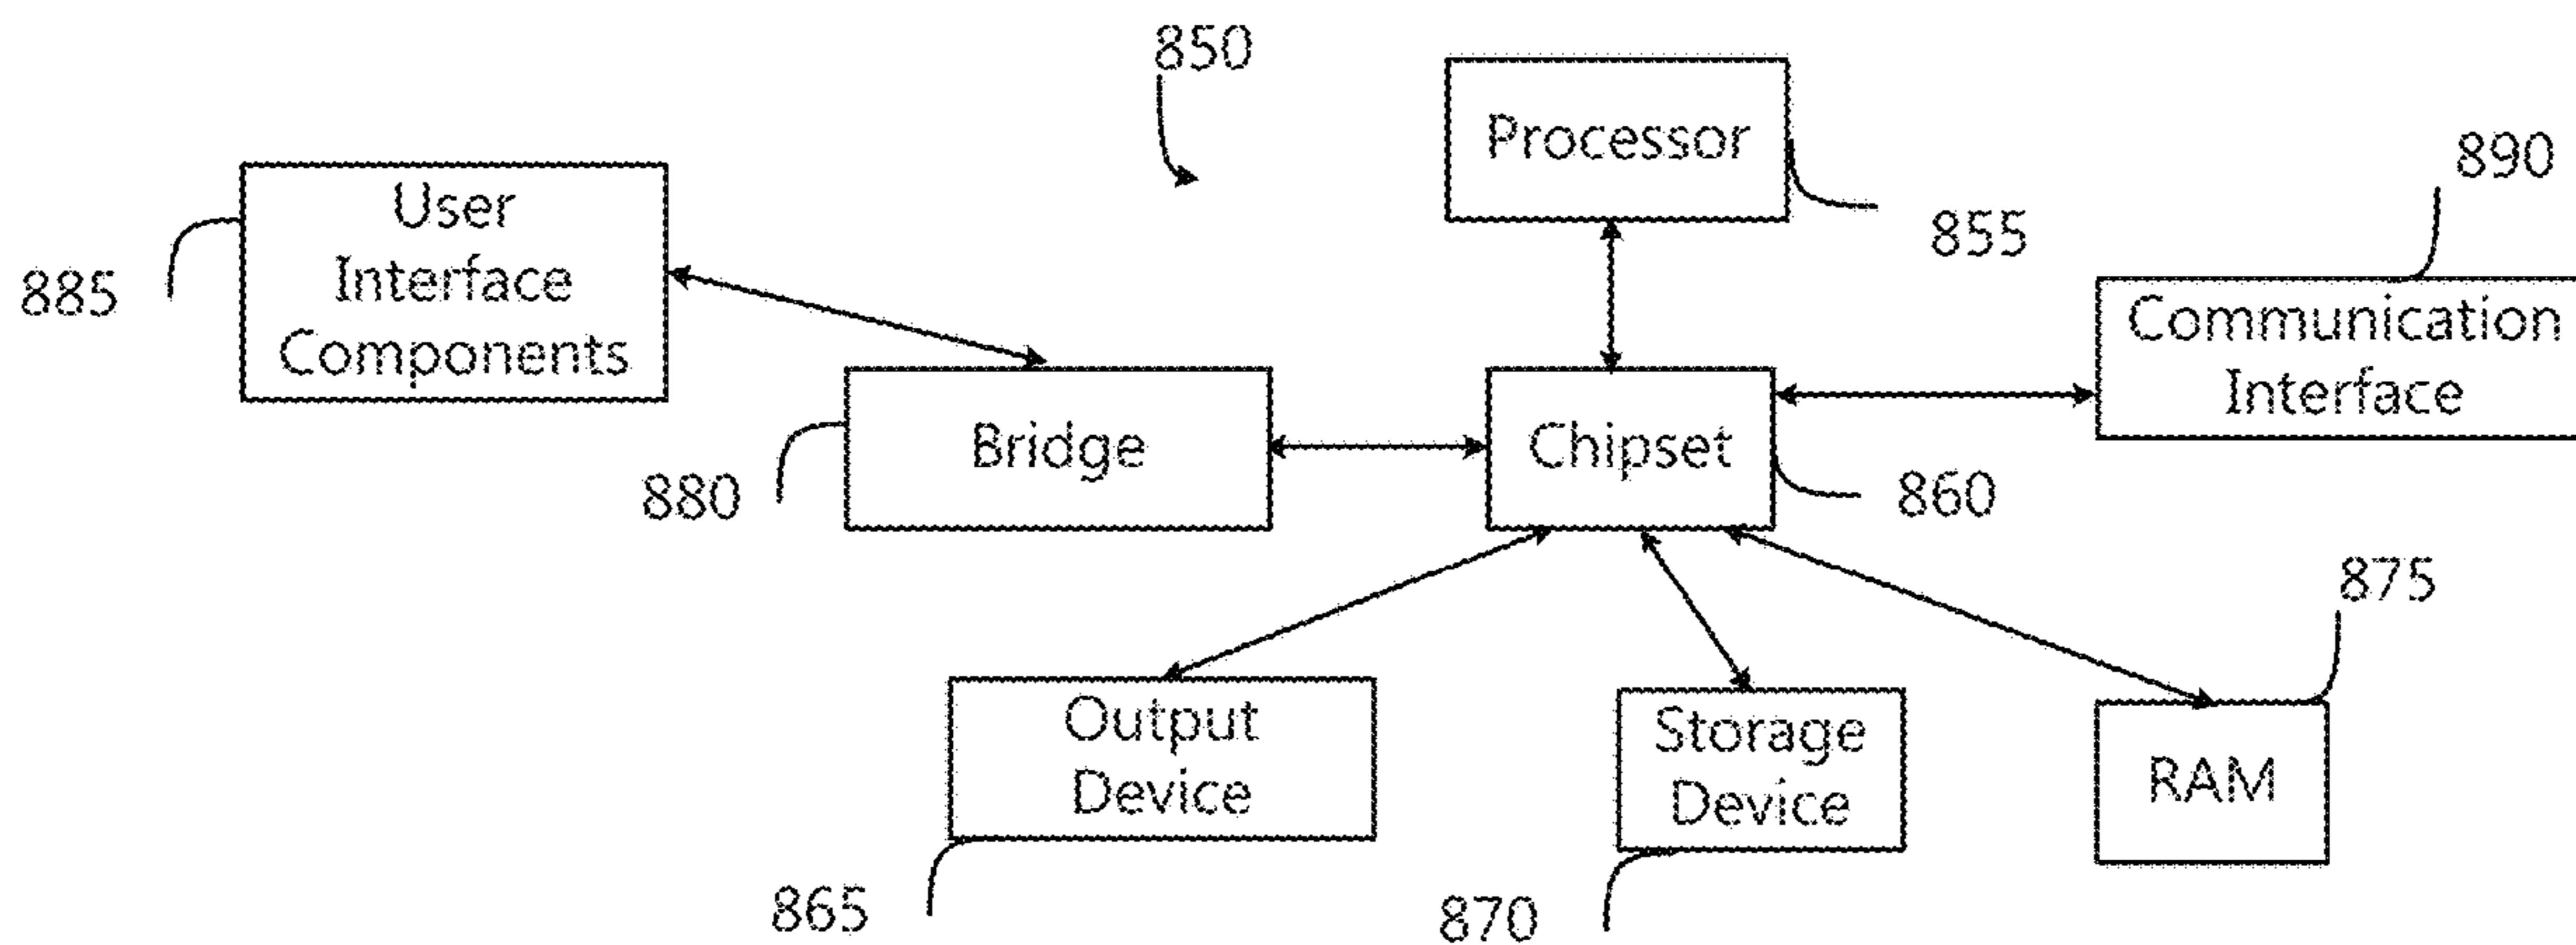 850
Processor
890
User
Interface
Components
855
885
Communication
Interface
Bridge
Chipset
880
860
875
Output
Device
Storage
Device
RAM
865
870